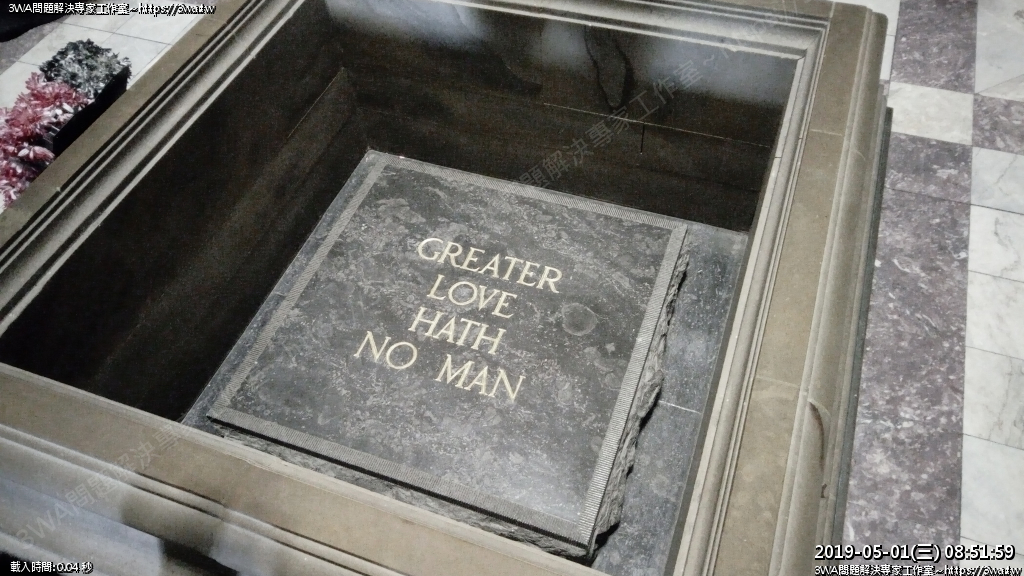 3WA問題解決專家工作室~https://3wa.tw
GREATER
LOVE
HATH
NO MAN
載入時間:0.04 秒
2019-05-01(三) 08:51:59
3WA問題解決專家工作室~https://3wa.tw